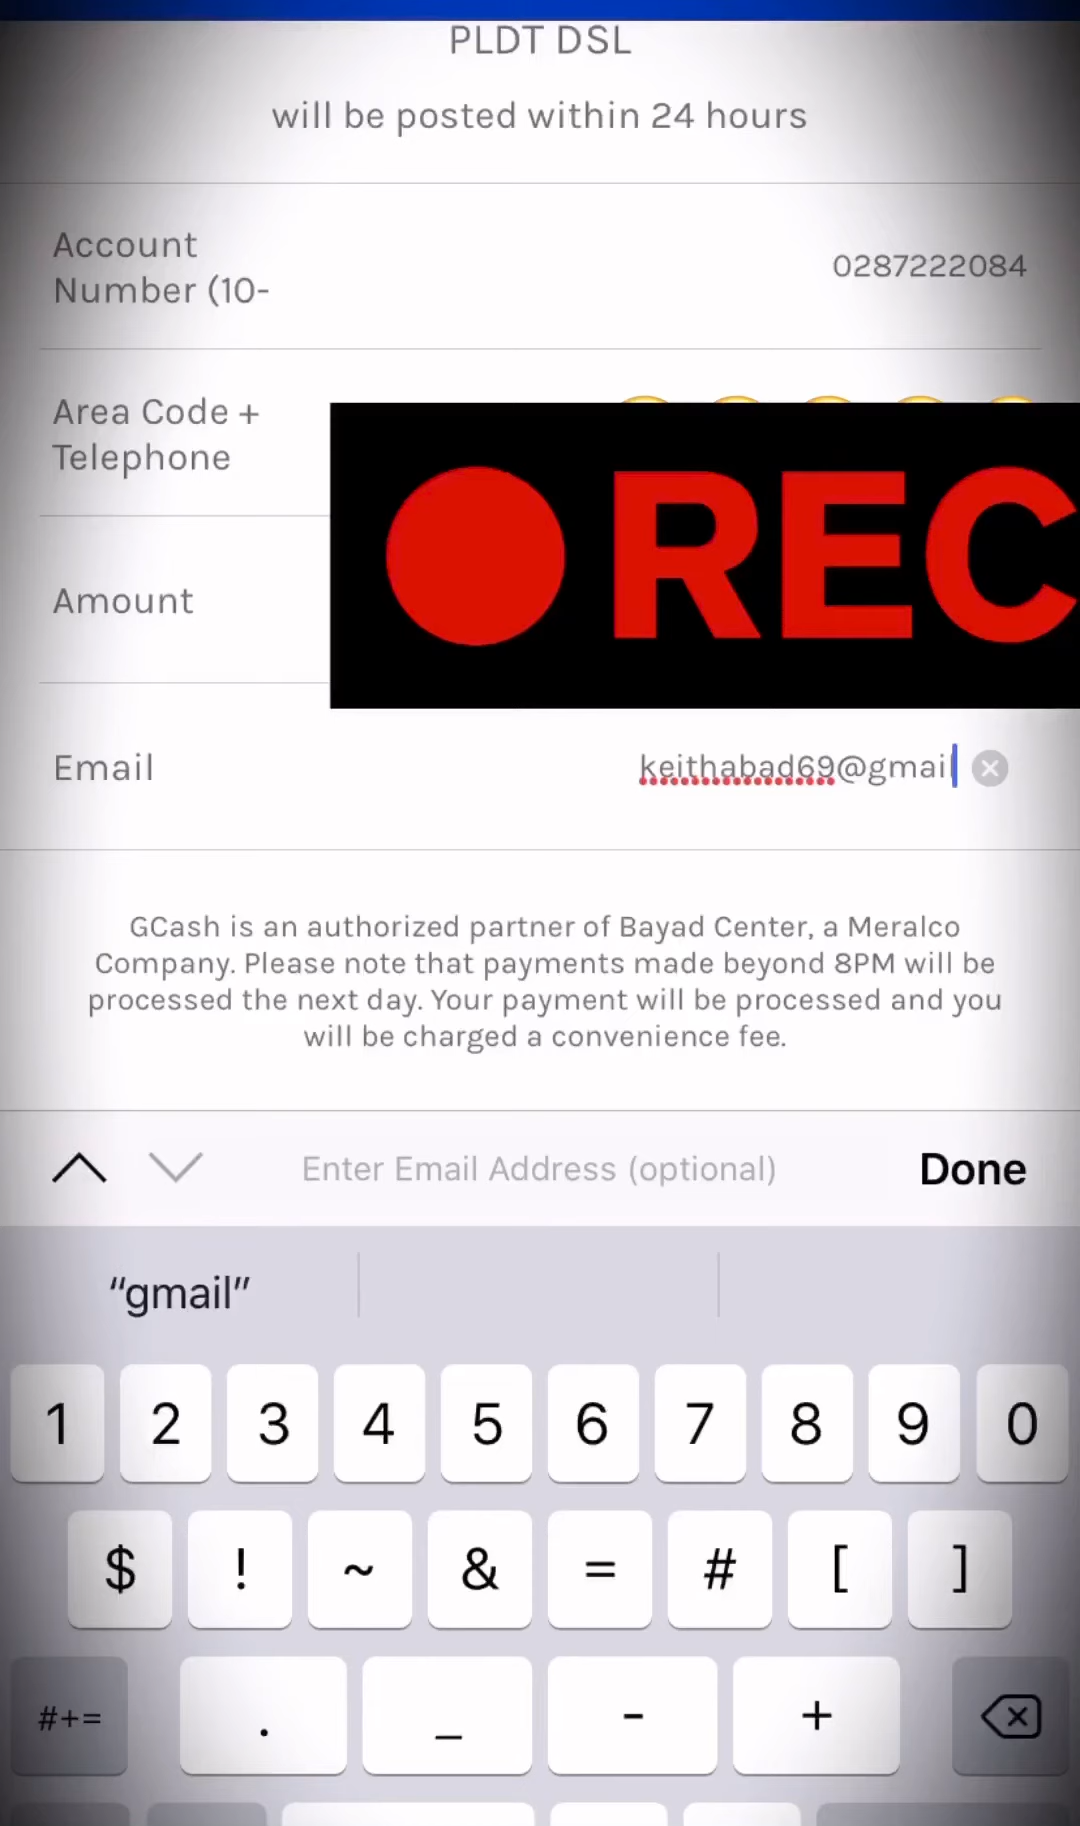 PLDT DSL
will be posted within 24 hours
Account
Number (10-
0287222084
Area Code +
Telephone
REC
Amount
Email
keithabad69@gmail
GCash is an authorized partner of Bayad Center, a Meralco
Company. Please note that payments made beyond 8PM will be
processed the next day. Your payment will be processed and you
will be charged a convenience fee.
Enter Email Address (optional)
Done
“gmail”
1 2 3 4 5 6 7 8 9 0
$ ! ~ & = # [ ]
#+= . _ - +